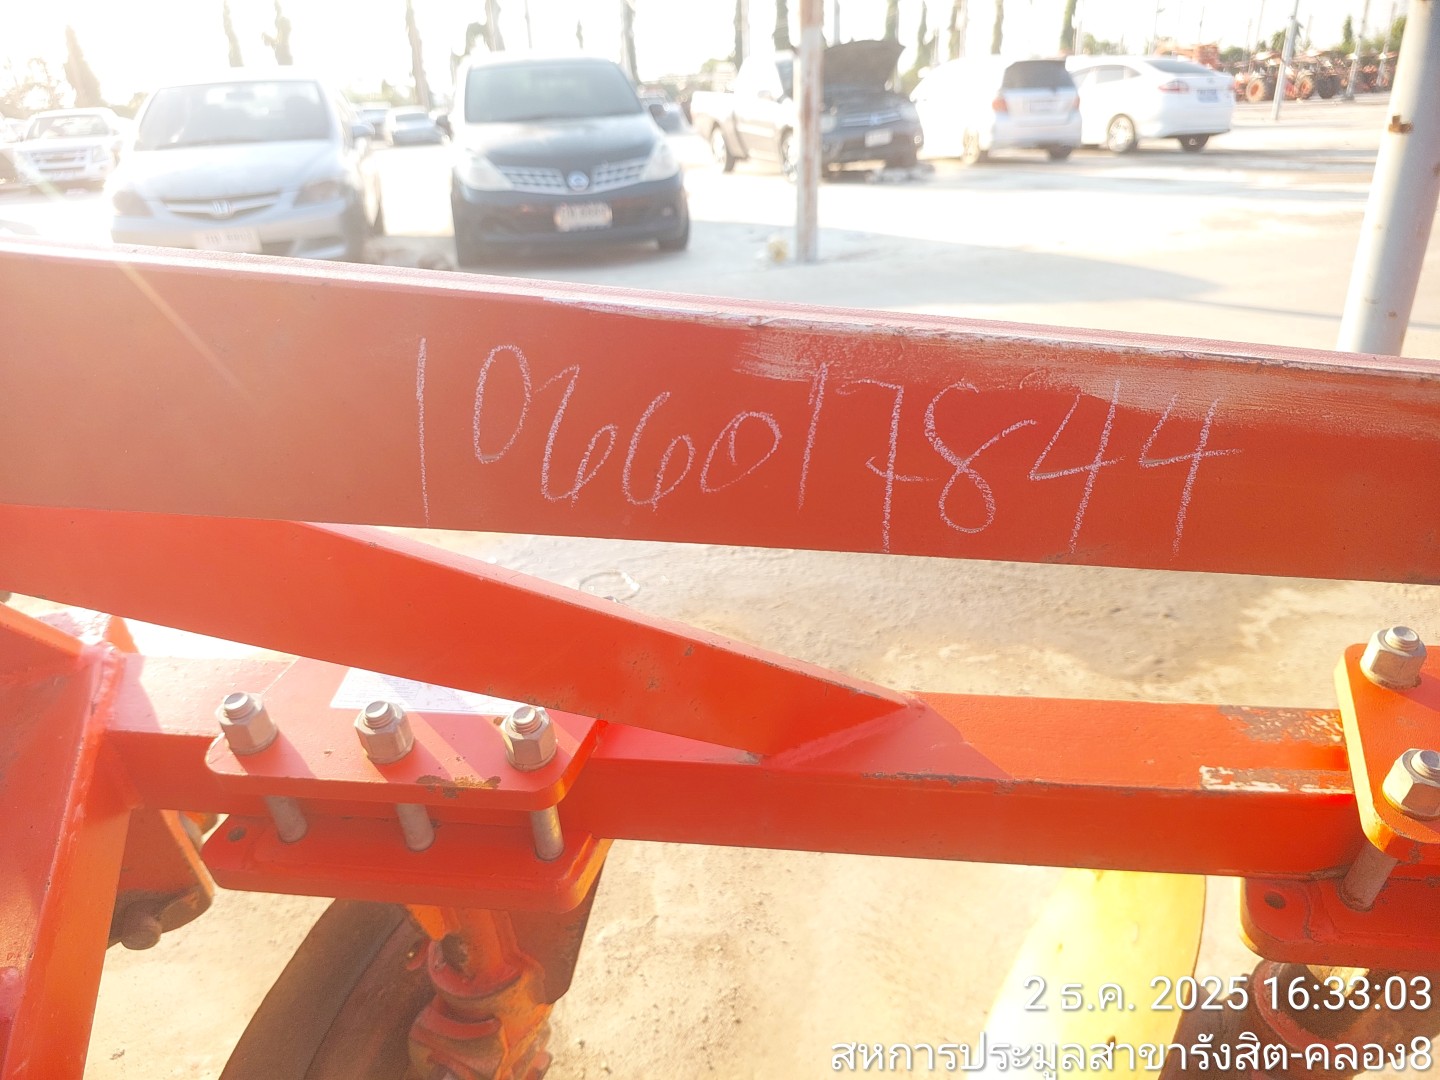 1066017844
2 ธ.ค. 2025 16:33:03
สหการประมูลสาขารังสิต-คลอง8